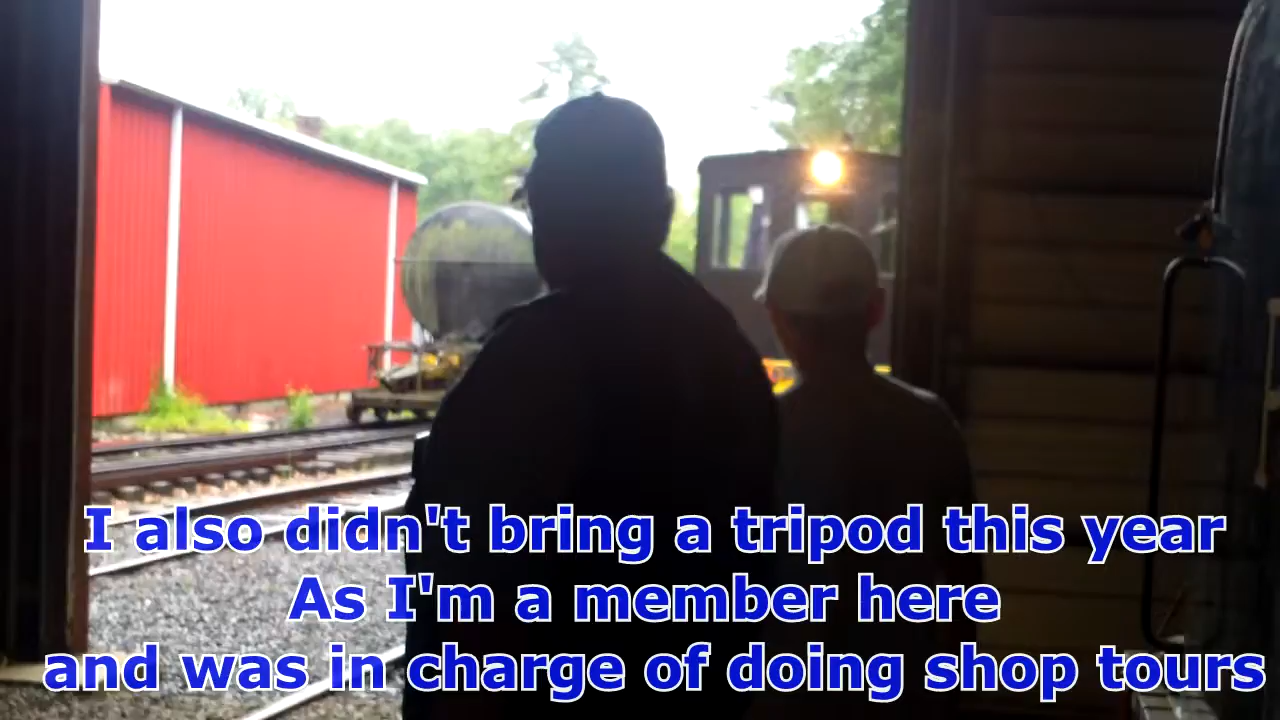 I also didn't bring a tripod this year
As I'm a member here
and was in charge of doing shop tours